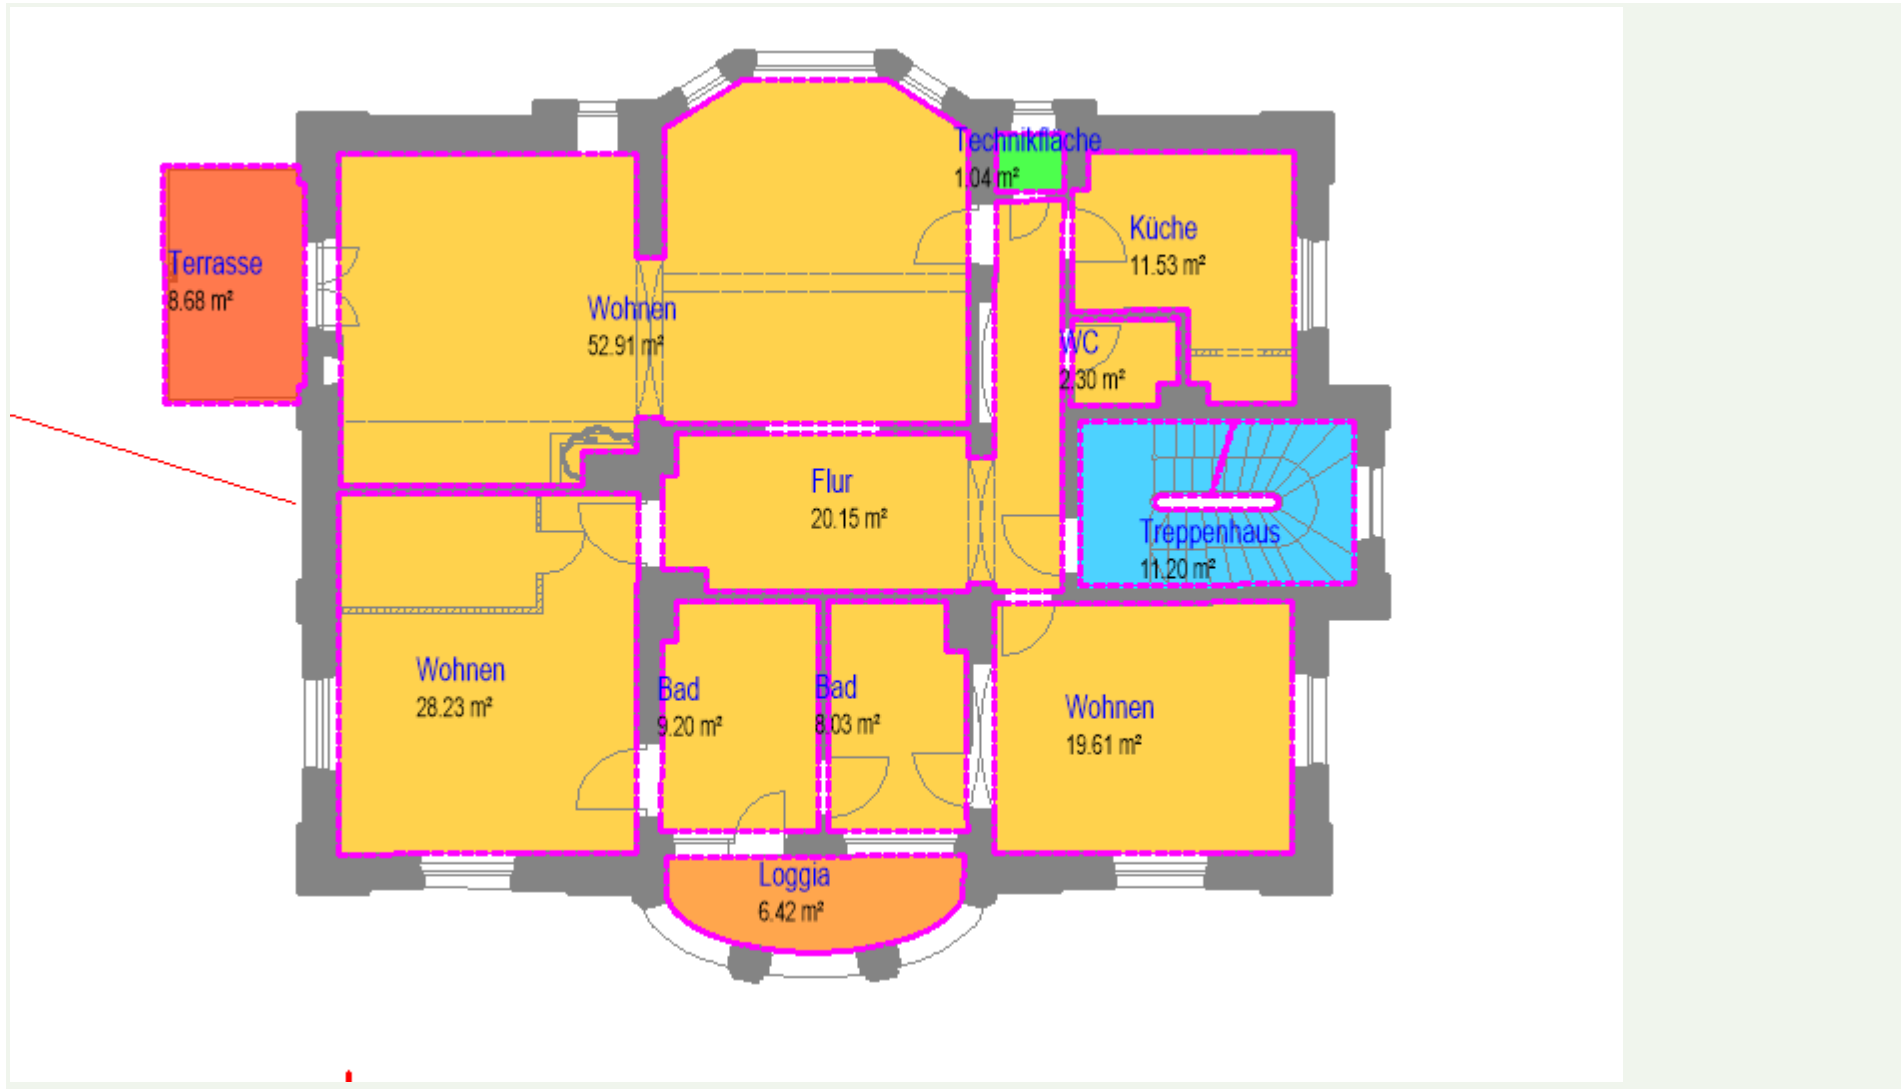 Technikfläche
1.04 m²
Küche
11.53 m²
Terrasse
8.68 m²
Wohnen
52.91 m²
WC
2.30 m²
Flur
20.15 m²
Treppenhaus
11.20 m²
Wohnen
28.23 m²
Bad
9.20 m²
Bad
8.03 m²
Wohnen
19.61 m²
Loggia
6.42 m²